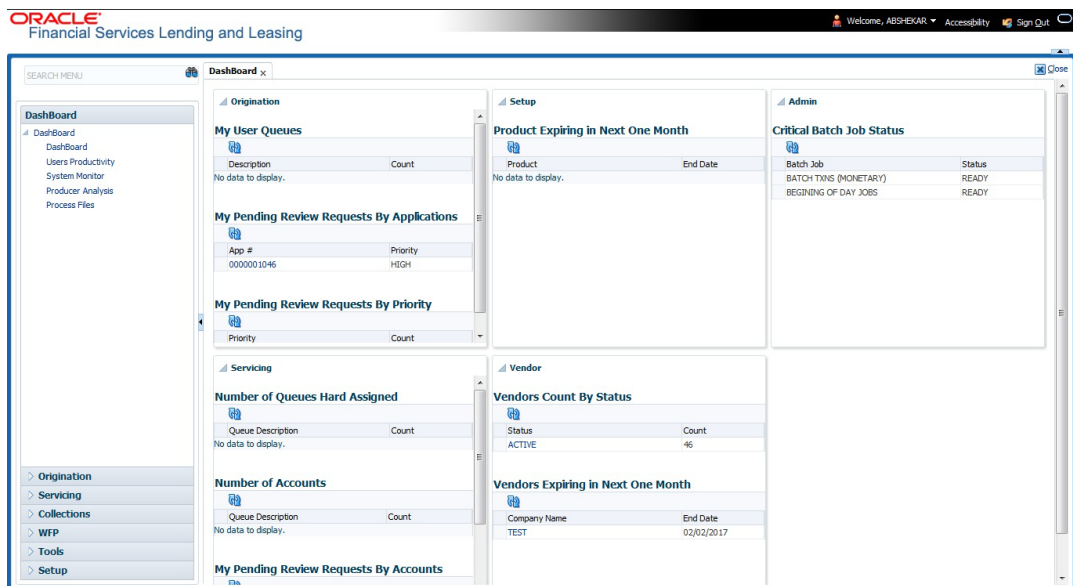 ORACLE
Financial Services Lending and Leasing
Welcome, ABSHEKAR
Accessibility
Sign Out
SEARCH MENU
DashBoard
DashBoard
DashBoard
Users Productivity
System Monitor
Producer Analysis
Process Files
Origination
Servicing
Collections
WFP
Tools
Setup
DashBoard
Close
Origination
My User Queues
Description Count
No data to display.
My Pending Review Requests By Applications
App # Priority
0000001046 HIGH
My Pending Review Requests By Priority
Priority Count
Setup
Product Expiring in Next One Month
Product End Date
No data to display.
Admin
Critical Batch Job Status
Batch Job Status
BATCH TXNS (MONETARY) READY
BEGINING OF DAY JOBS READY
Servicing
Number of Queues Hard Assigned
Queue Description Count
No data to display.
Number of Accounts
Queue Description Count
No data to display.
My Pending Review Requests By Accounts
Vendor
Vendors Count By Status
Status Count
ACTIVE 46
Vendors Expiring in Next One Month
Company Name End Date
TEST 02/02/2017